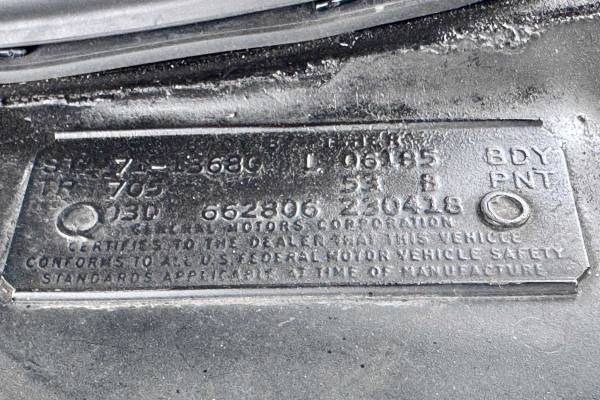 ST 71-13680 L 06185 BDY
TR 705 53 B PNT
03D 662806 220418
GENERAL MOTORS CORPORATION
CERTIFIES TO THE DEALER THAT THIS VEHICLE
CONFORMS TO ALL U.S. FEDERAL MOTOR VEHICLE SAFETY
STANDARDS APPLICABLE AT TIME OF MANUFACTURE